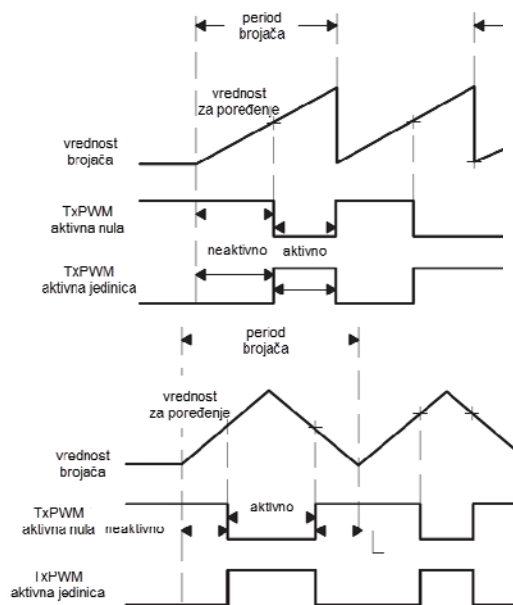 period
brojača
vrednost
za poređenje
vrednost
brojača
TxPWM
aktivna nula
neaktivno aktivno
TxPWM
aktivna jedinica
period
brojača
vrednost
za poređenje
vrednost
brojača
TxPWM
aktivna nula
neaktivno
aktivno
TxPWM
aktivna jedinica